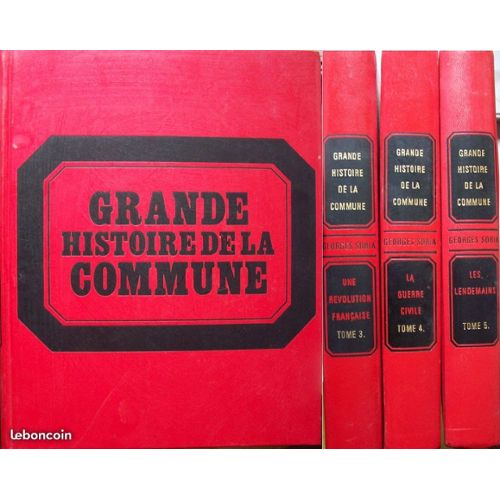 GRANDE
HISTOIRE DE LA
COMMUNE
GRANDE
HISTOIRE
DE LA
COMMUNE
GEORGES SORIA
UNE
REVOLUTION
FRANÇAISE
TOME 3.
GRANDE
HISTOIRE
DE LA
COMMUNE
GEORGES SORIA
LA
GUERRE
CIVILE
TOME 4.
GRANDE
HISTOIRE
DE LA
COMMUNE
GEORGES SORIA
LES
LENDEMAINS
TOME 5.
leboncoin